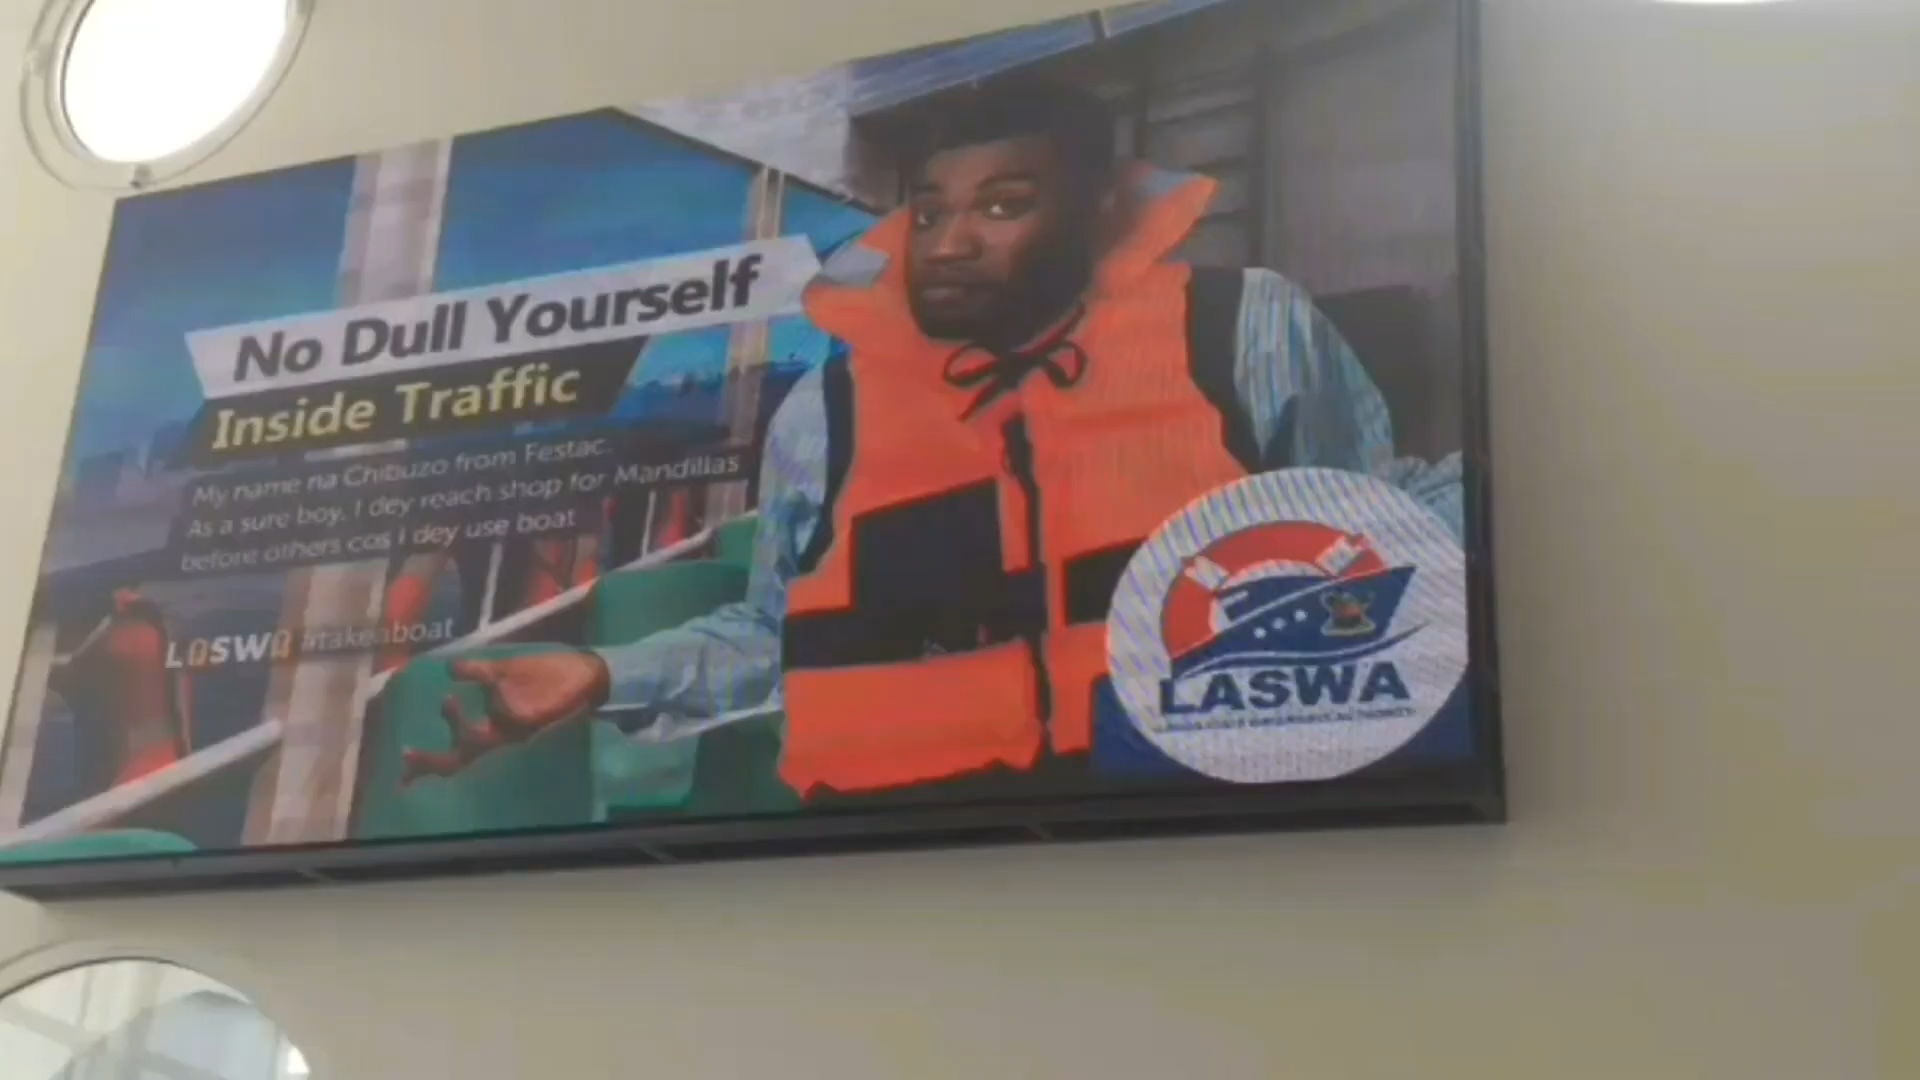 No Dull Yourself
Inside Traffic
My name na Chibuzo from Festac.
As a sure boy, I dey reach shop for Mandillas
before others cos i dey use boat
LASWA #takeaboat
LASWA